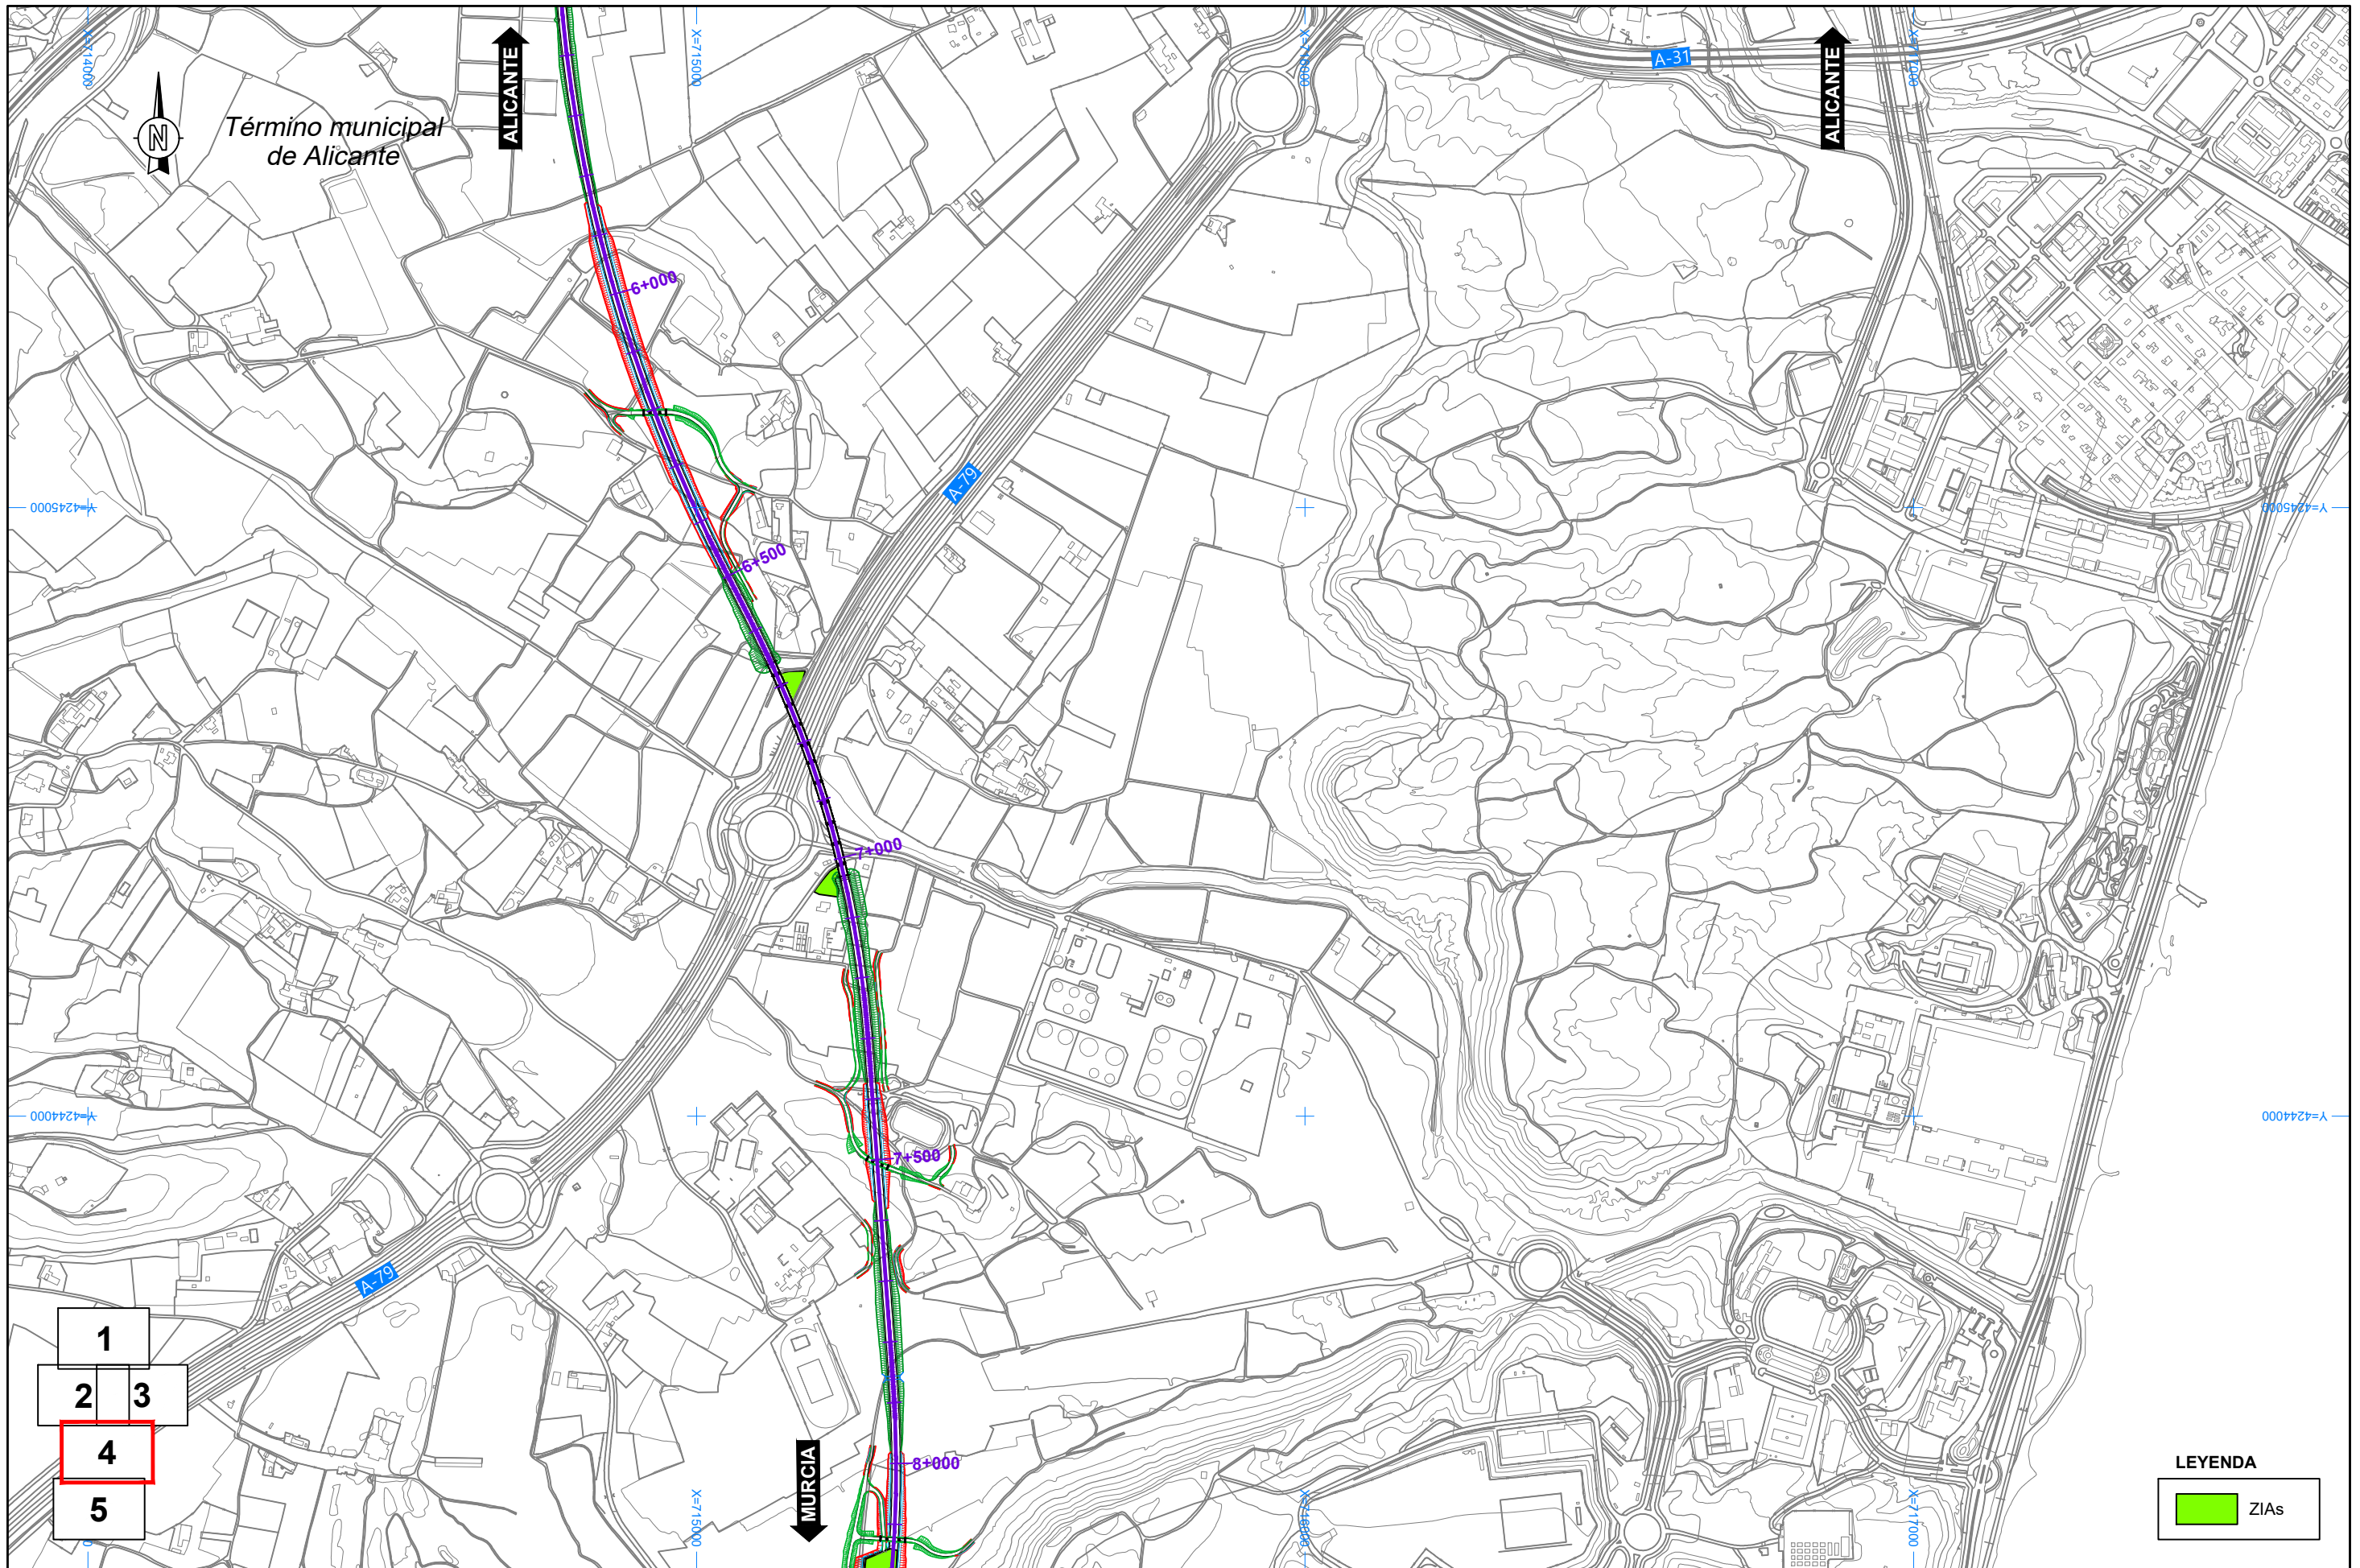 X=714000
X=715000
X=716000
X=717000
ALICANTE
ALICANTE
A-31
N
Término municipal
de Alicante
6+000
A-79
Y=4245000
Y=4245000
6+500
7+000
Y=4244000
Y=4244000
7+500
A-79
1
2
3
4
5
8+000
MURCIA
X=715000
X=716000
X=717000
LEYENDA
ZIAs